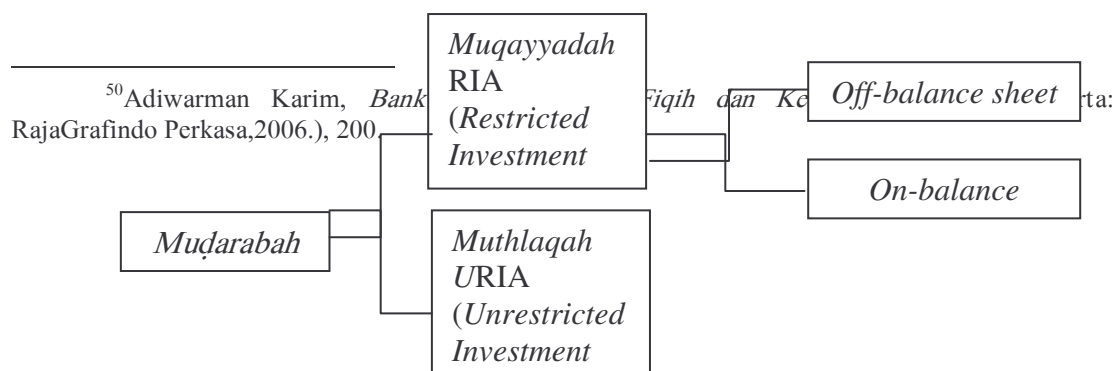 Muqayyadah
RIA
(Restricted
Investment
50Adiwarman Karim, Bank Fiqih dan Ke rta:
RajaGrafindo Perkasa,2006.), 200.
Off-balance sheet
On-balance
Muḍarabah
Muthlaqah
URIA
(Unrestricted
Investment